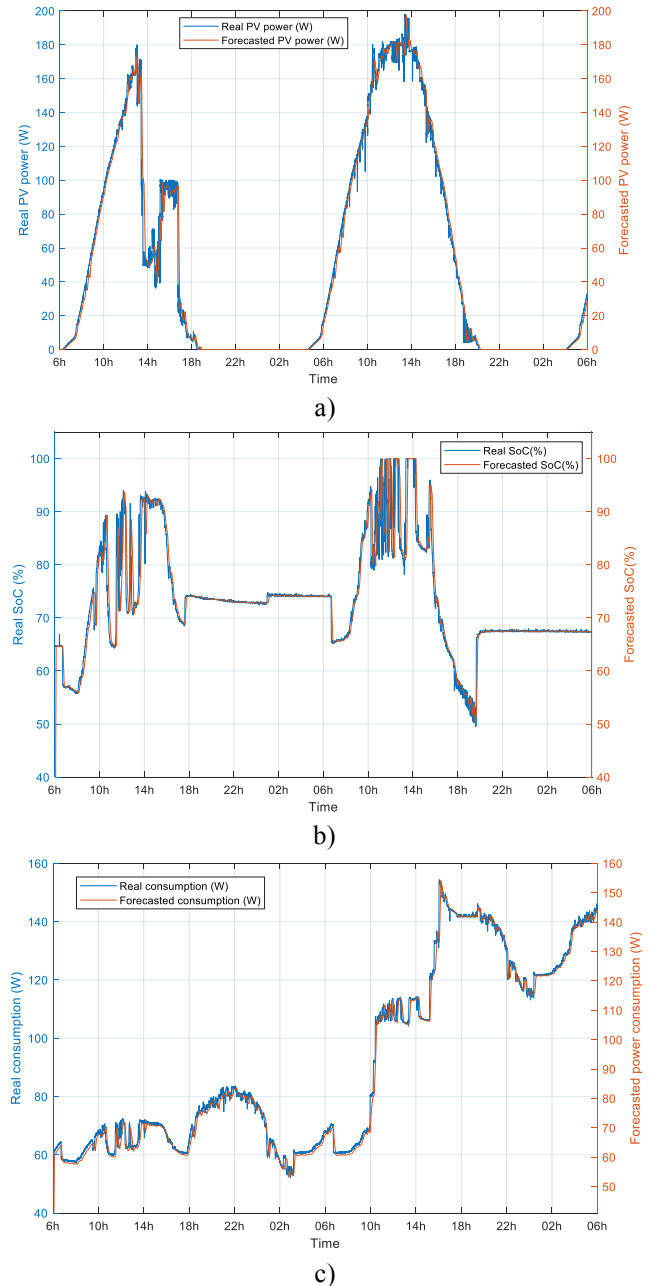 200
180
160
140
120
100
80
60
40
20
0
Real PV power (W)
Real PV power (W)
Forecasted PV power (W)
200
180
160
140
120
100
80
60
40
20
0
Forecasted PV power (W)
6h 10h 14h 18h 22h 02h 06h 10h 14h 18h 22h 02h 06h
Time
a)
100
90
80
70
60
50
40
Real SoC (%)
Real SoC(%)
Forecasted SoC(%)
100
90
80
70
60
50
40
Forecasted SoC(%)
6h 10h 14h 18h 22h 02h 06h 10h 14h 18h 22h 02h 06h
Time
b)
160
140
120
100
80
60
40
Real consumption (W)
Real consumption (W)
Forecasted consumption (W)
160
150
140
130
120
110
100
90
80
70
60
50
Forecasted power consumption (W)
6h 10h 14h 18h 22h 02h 06h 10h 14h 18h 22h 02h 06h
Time
c)